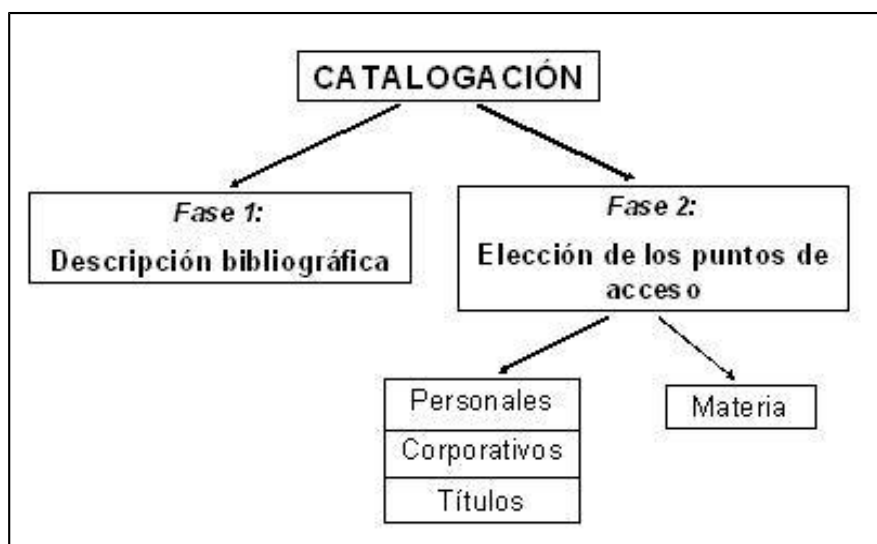 CATALOGACIÓN
Fase 1:
Descripción bibliográfica
Fase 2:
Elección de los puntos de
acceso
Personales
Corporativos
Títulos
Materia